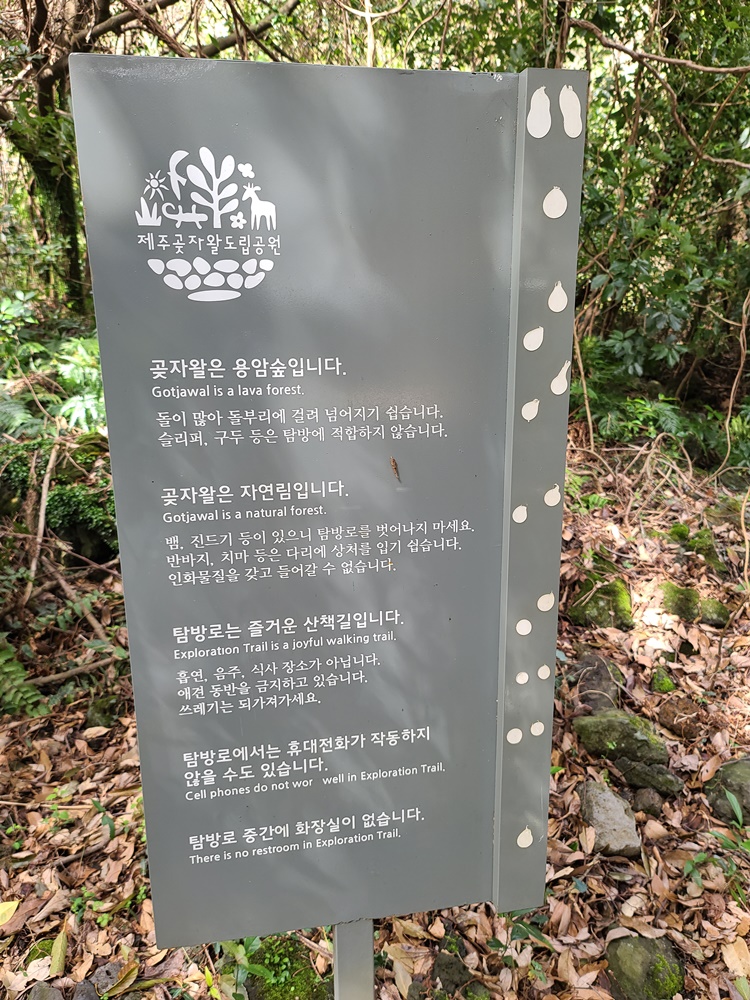 제주곶자왈도립공원
곶자왈은 용암숲입니다.
Gotjawal is a lava forest.
돌이 많아 돌부리에 걸려 넘어지기 쉽습니다.
슬리퍼, 구두 등은 탐방에 적합하지 않습니다.
곶자왈은 자연림입니다.
Gotjawal is a natural forest.
뱀, 진드기 등이 있으니 탐방로를 벗어나지 마세요.
반바지, 치마 등은 다리에 상처를 입기 쉽습니다.
인화물질을 갖고 들어갈 수 없습니다.
탐방로는 즐거운 산책길입니다.
Exploration Trail is a joyful walking trail.
흡연, 음주, 식사 장소가 아닙니다.
애견 동반을 금지하고 있습니다.
쓰레기는 되가져가세요.
탐방로에서는 휴대전화가 작동하지
않을 수도 있습니다.
Cell phones do not wor well in Exploration Trail.
탐방로 중간에 화장실이 없습니다.
There is no restroom in Exploration Trail.